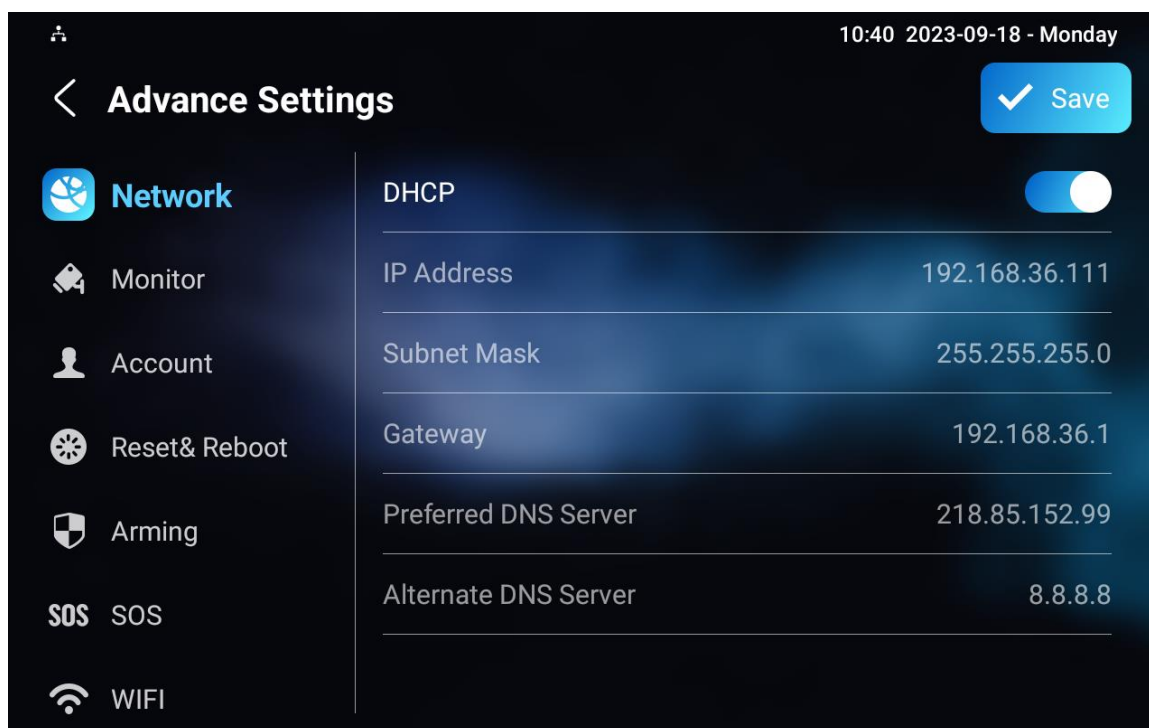 10:40 2023-09-18 - Monday
Advance Settings
Save
Network
DHCP
Monitor
IP Address 192.168.36.111
Account
Subnet Mask 255.255.255.0
Reset& Reboot
Gateway 192.168.36.1
Arming
Preferred DNS Server 218.85.152.99
SOS SOS
Alternate DNS Server 8.8.8.8
WIFI